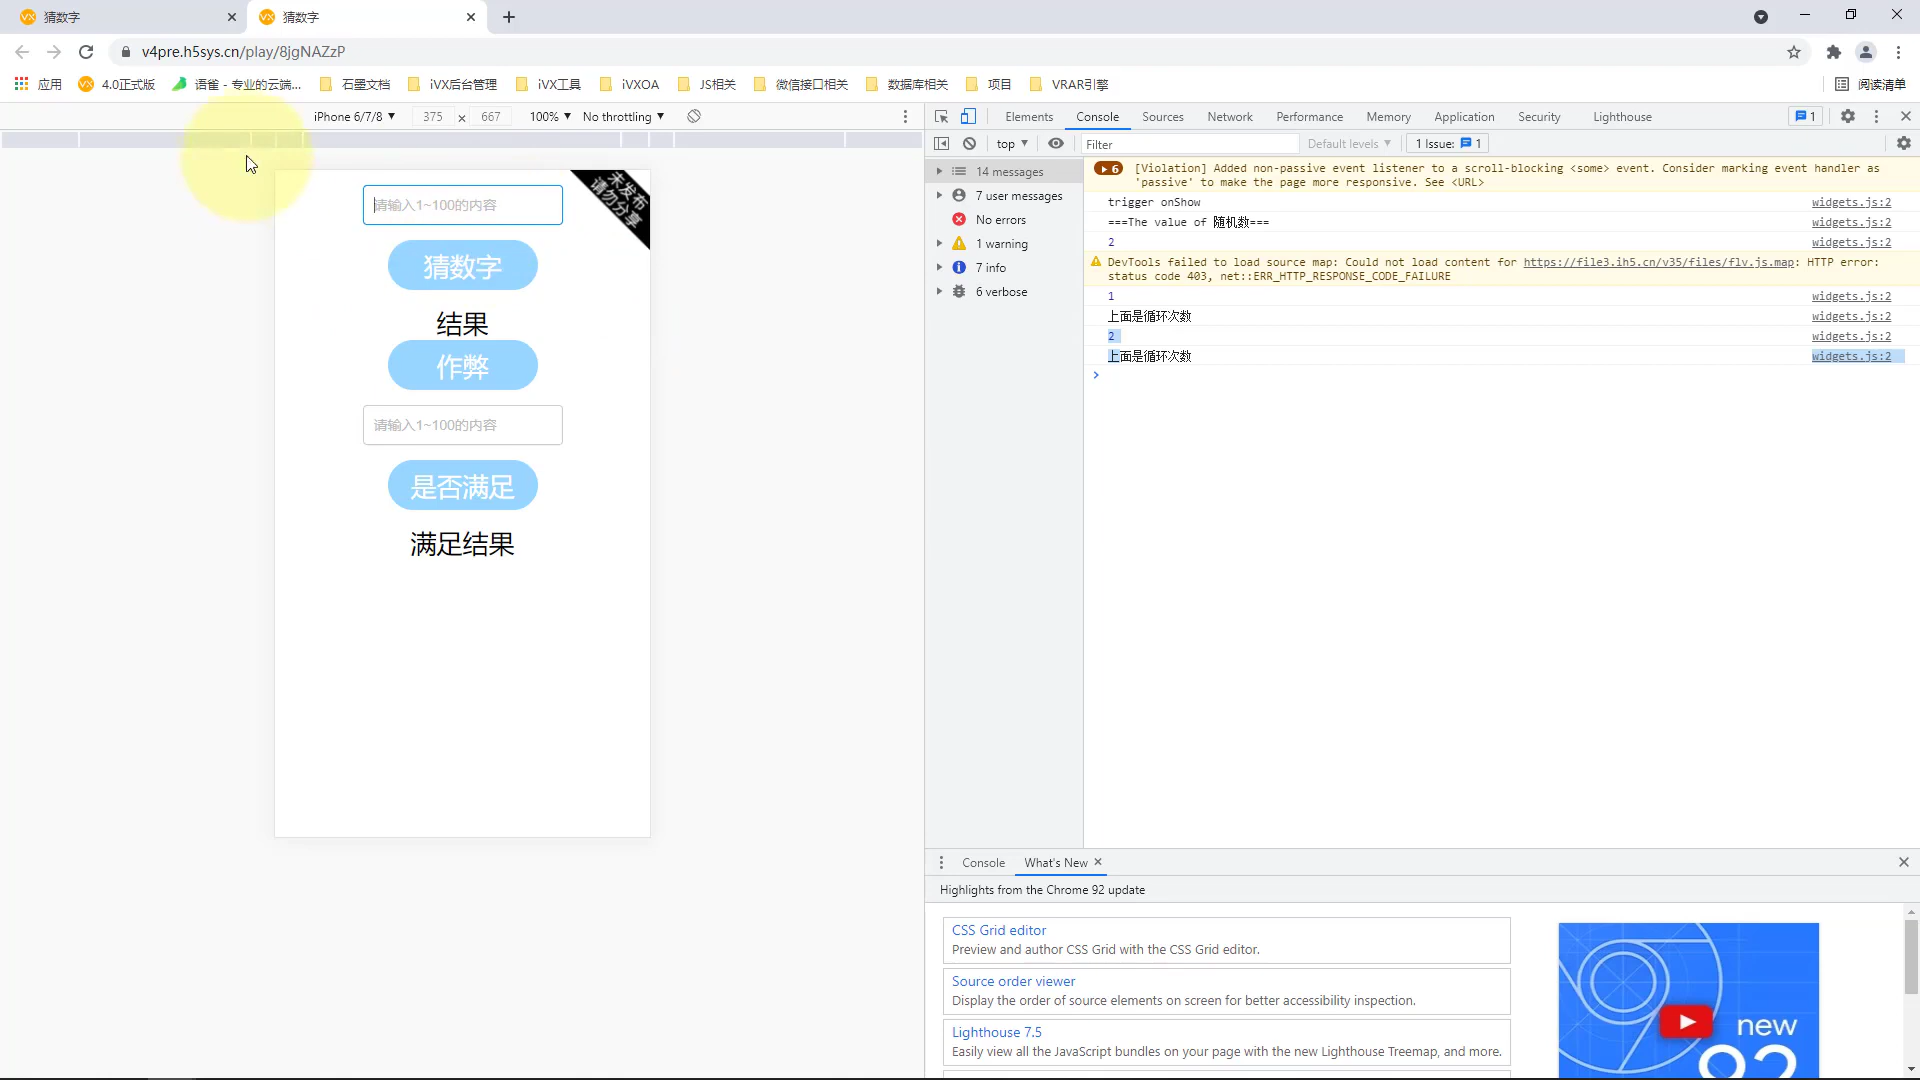 猜数字
猜数字
v4pre.h5sys.cn/play/8jgNAZzP
应用
4.0正式版
语雀 - 专业的云端...
石墨文档
iVX后台管理
iVX工具
iVXOA
JS相关
微信接口相关
数据库相关
项目
VRAR引擎
阅读清单
iPhone 6/7/8
375 x 667
100%
No throttling
未发布
请勿分享
请输入1~100的内容
猜数字
结果
作弊
请输入1~100的内容
是否满足
满足结果
Elements
Console
Sources
Network
Performance
Memory
Application
Security
Lighthouse
1
top
Filter
Default levels
1 Issue: 1
14 messages
7 user messages
No errors
1 warning
7 info
6 verbose
6
[Violation] Added non-passive event listener to a scroll-blocking <some> event. Consider marking event handler as
'passive' to make the page more responsive. See <URL>
trigger onShow widgets.js:2
===The value of 随机数=== widgets.js:2
2 widgets.js:2
DevTools failed to load source map: Could not load content for https://file3.ih5.cn/v35/files/flv.js.map: HTTP error:
status code 403, net::ERR_HTTP_RESPONSE_CODE_FAILURE
1 widgets.js:2
上面是循环次数 widgets.js:2
2 widgets.js:2
上面是循环次数 widgets.js:2
Console
What's New
Highlights from the Chrome 92 update
CSS Grid editor
Preview and author CSS Grid with the CSS Grid editor.
Source order viewer
Display the order of source elements on screen for better accessibility inspection.
Lighthouse 7.5
Easily view all the JavaScript bundles on your page with the new Lighthouse Treemap, and more.
new
92